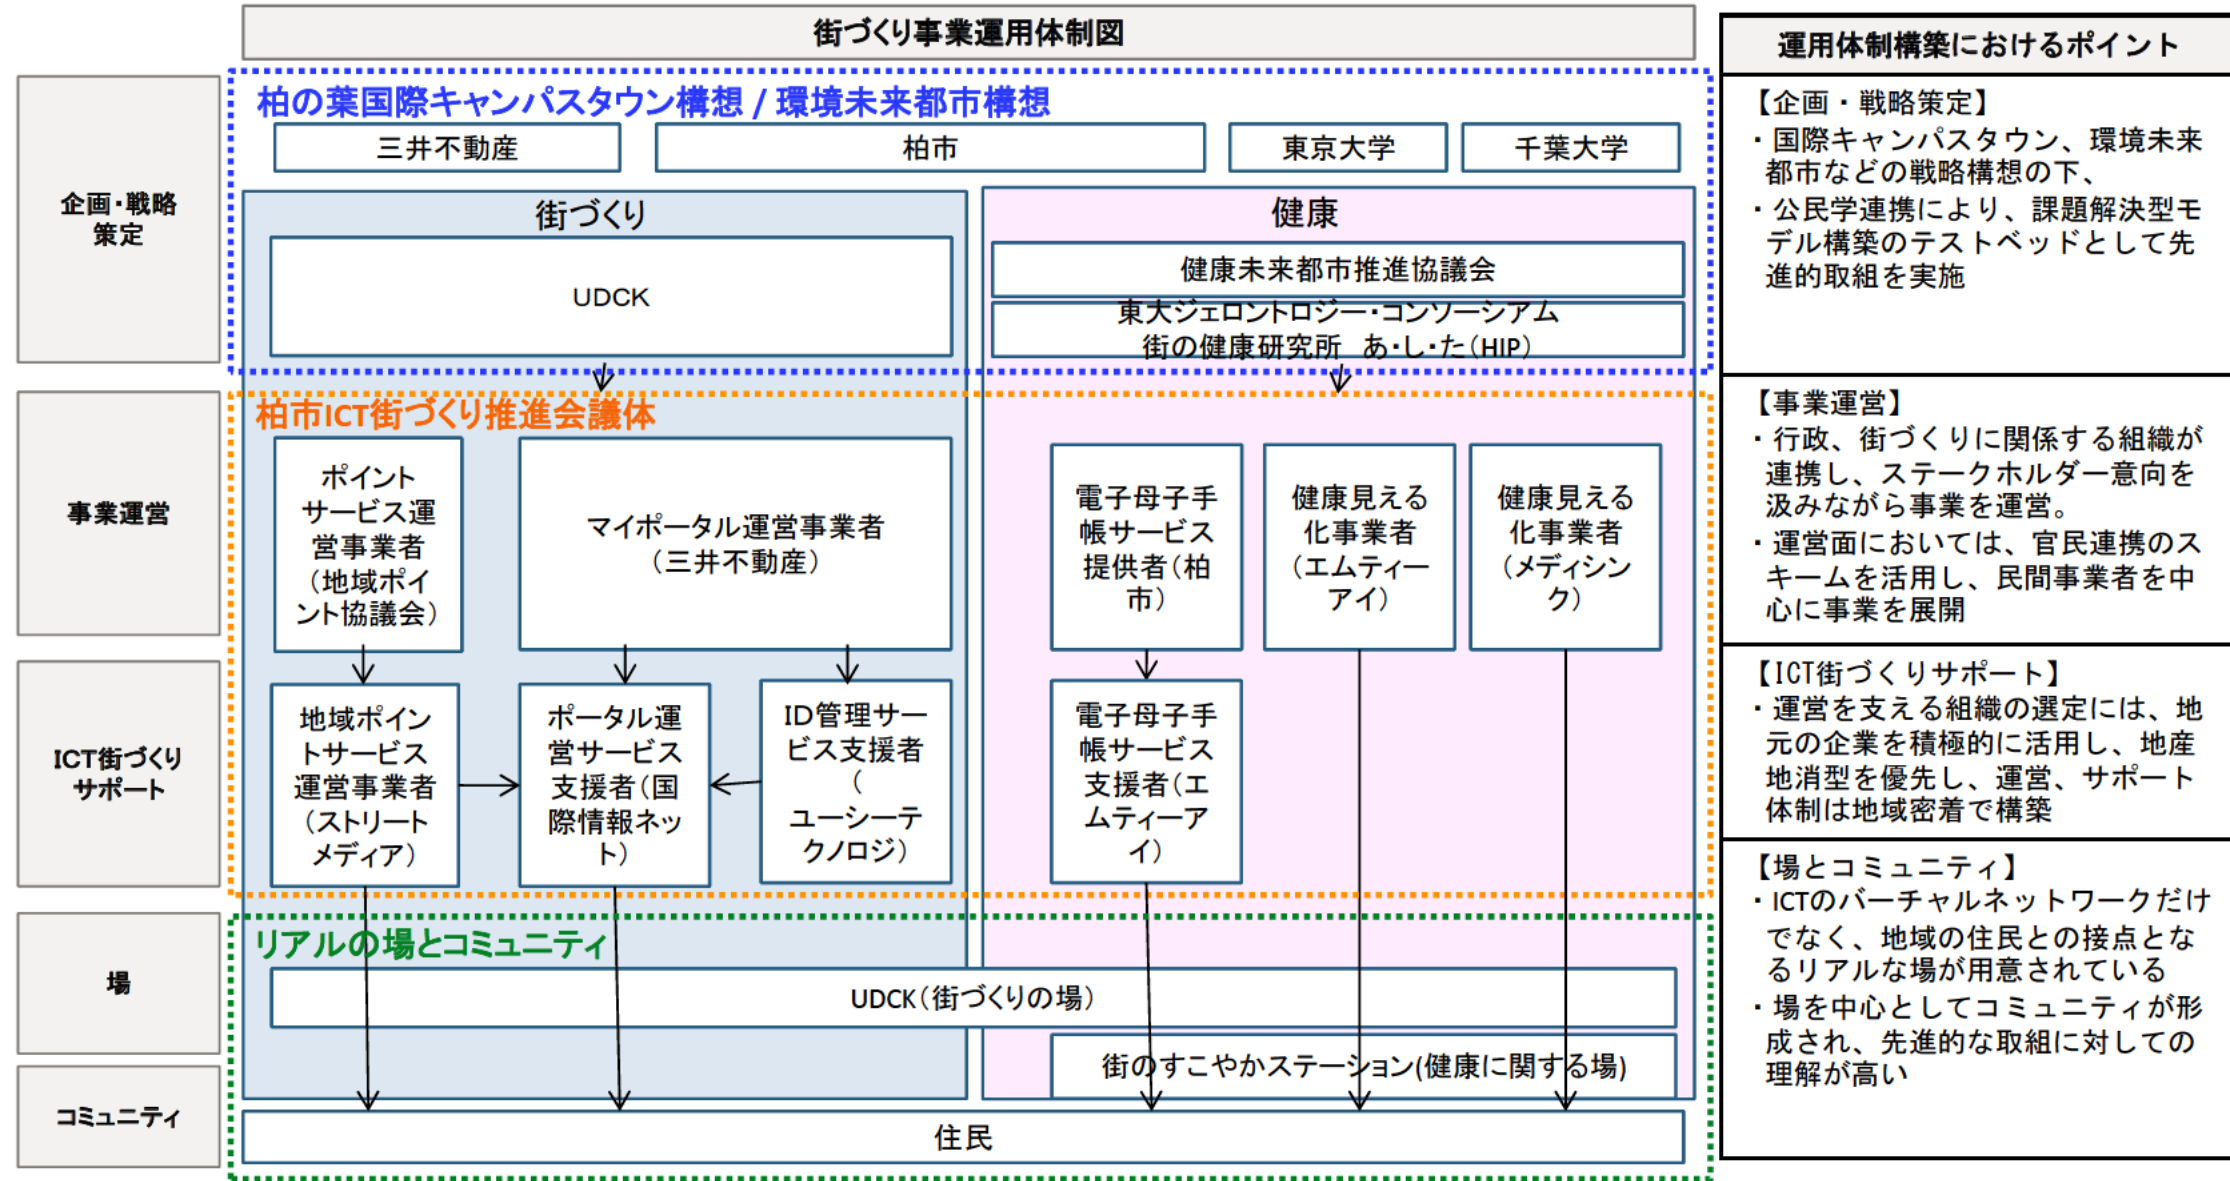 街づくり事業運用体制図
企画・戦略
策定
事業運営
ICT街づくり
サポート
場
コミュニティ
柏の葉国際キャンパスタウン構想 / 環境未来都市構想
三井不動産
柏市
東京大学
千葉大学
街づくり
UDCK
健康
健康未来都市推進協議会
東大ジェロントロジー・コンソーシアム
街の健康研究所　あ・し・た（HIP）
柏市ICT街づくり推進会議体
ポイント
サービス運
営事業者
（地域ポイ
ント協議会）
マイポータル運営事業者
（三井不動産）
電子母子手
帳サービス
提供者（柏
市）
健康見える
化事業者
（エムティー
アイ）
健康見える
化事業者
（メディシン
ク）
地域ポイン
トサービス
運営事業者
（ストリート
メディア）
ポータル運
営サービス
支援者（国
際情報ネッ
ト）
ID管理サー
ビス支援者
（
ユーシーテ
クノロジ）
電子母子手
帳サービス
支援者（エ
ムティーア
イ）
リアルの場とコミュニティ
UDCK（街づくりの場）
街のすこやかステーション(健康に関する場)
住民
運用体制構築におけるポイント
【企画・戦略策定】
・国際キャンパスタウン、環境未来
都市などの戦略構想の下、
・公民学連携により、課題解決型モ
デル構築のテストベッドとして先
進的取組を実施
【事業運営】
・行政、街づくりに関係する組織が
連携し、ステークホルダー意向を
汲みながら事業を運営。
・運営面においては、官民連携のス
キームを活用し、民間事業者を中
心に事業を展開
【ICT街づくりサポート】
・運営を支える組織の選定には、地
元の企業を積極的に活用し、地産
地消型を優先し、運営、サポート
体制は地域密着で構築
【場とコミュニティ】
・ICTのバーチャルネットワークだけ
でなく、地域の住民との接点とな
るリアルな場が用意されている
・場を中心としてコミュニティが形
成され、先進的な取組に対しての
理解が高い